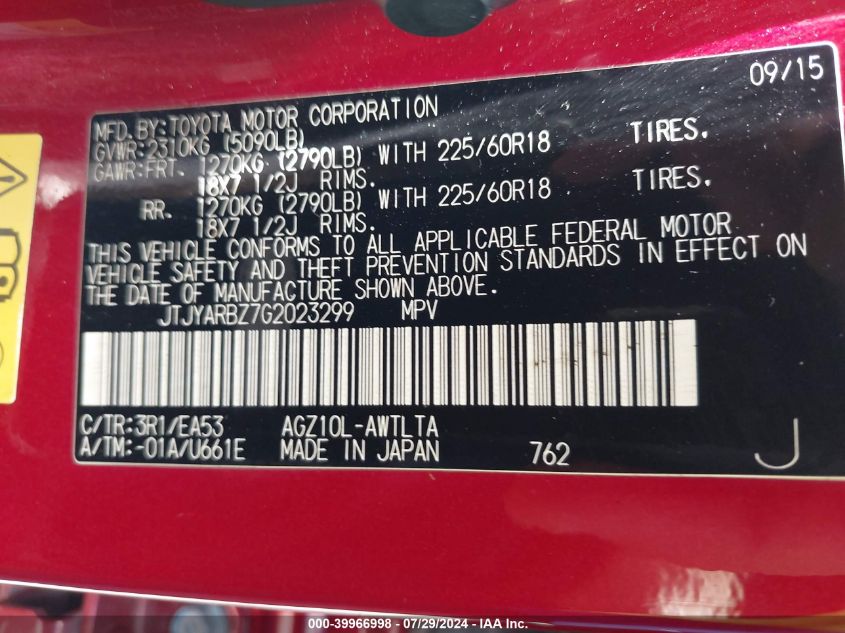 09/15
MFD.BY:TOYOTA MOTOR CORPORATION
GVWR:2310KG (5090LB)
GAWR:FRT. 1270KG (2790LB) WITH 225/60R18 TIRES.
18X7 1/2J RIMS.
RR. 1270KG (2790LB) WITH 225/60R18 TIRES.
18X7 1/2J RIMS.
THIS VEHICLE CONFORMS TO ALL APPLICABLE FEDERAL MOTOR
VEHICLE SAFETY AND THEFT PREVENTION STANDARDS IN EFFECT ON
THE DATE OF MANUFACTURE SHOWN ABOVE.
JTJYARBZ7G2023299 MPV
C/TR:3R1/EA53 AGZ10L-AWTLTA
A/TM:-01A/U661E MADE IN JAPAN 762 J
000-39966998 - 07/29/2024 - IAA Inc.